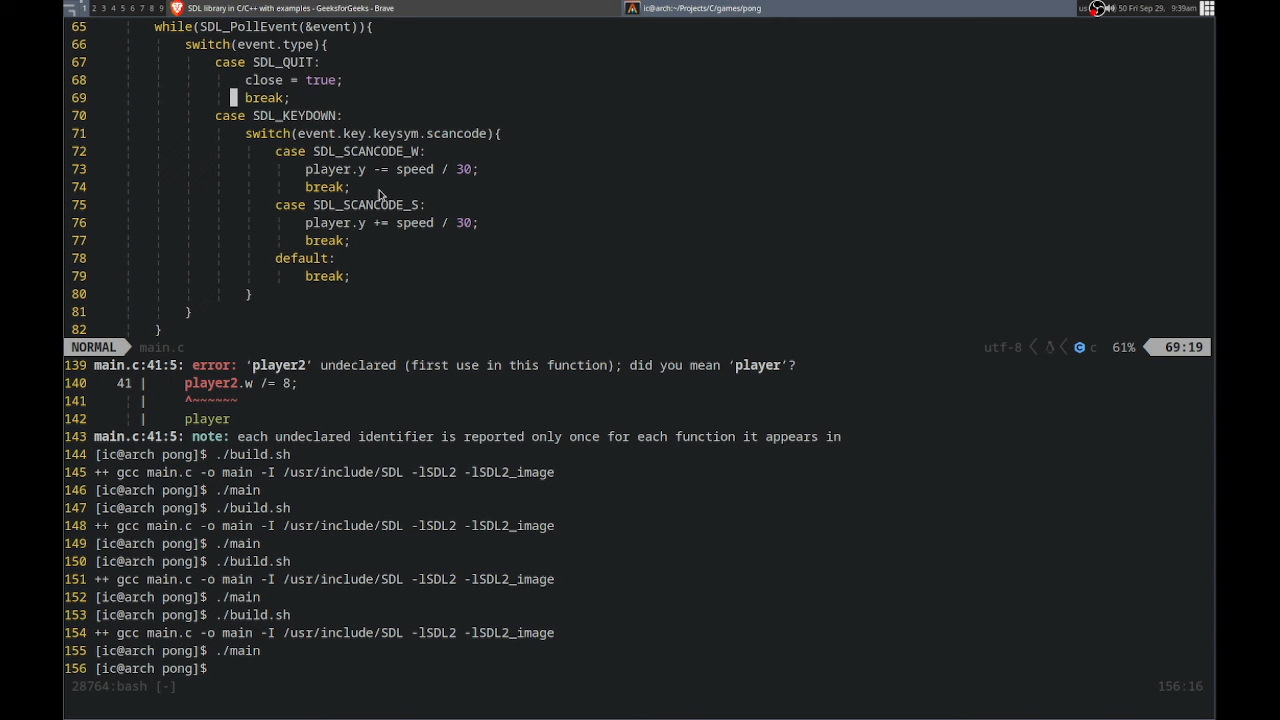 1 2 3 4 5 6 7 8 9 SDL library in C/C++ with examples - GeeksforGeeks - Brave ic@arch:~/Projects/C/games/pong us 50 Fri Sep 29, 9:39am
65 while(SDL_PollEvent(&event)){
66 switch(event.type){
67 case SDL_QUIT:
68 close = true;
69 break;
70 case SDL_KEYDOWN:
71 switch(event.key.keysym.scancode){
72 case SDL_SCANCODE_W:
73 player.y -= speed / 30;
74 break;
75 case SDL_SCANCODE_S:
76 player.y += speed / 30;
77 break;
78 default:
79 break;
80 }
81 }
82 }
NORMAL main.c utf-8 c 61% 69:19
139 main.c:41:5: error: ‘player2’ undeclared (first use in this function); did you mean ‘player’?
140 41 | player2.w /= 8;
141 | ^~~~~~~
142 | player
143 main.c:41:5: note: each undeclared identifier is reported only once for each function it appears in
144 [ic@arch pong]$ ./build.sh
145 ++ gcc main.c -o main -I /usr/include/SDL -lSDL2 -lSDL2_image
146 [ic@arch pong]$ ./main
147 [ic@arch pong]$ ./build.sh
148 ++ gcc main.c -o main -I /usr/include/SDL -lSDL2 -lSDL2_image
149 [ic@arch pong]$ ./main
150 [ic@arch pong]$ ./build.sh
151 ++ gcc main.c -o main -I /usr/include/SDL -lSDL2 -lSDL2_image
152 [ic@arch pong]$ ./main
153 [ic@arch pong]$ ./build.sh
154 ++ gcc main.c -o main -I /usr/include/SDL -lSDL2 -lSDL2_image
155 [ic@arch pong]$ ./main
156 [ic@arch pong]$
28764:bash [-] 156:16